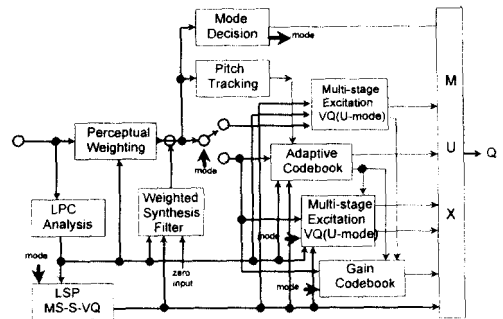 Mode
Decision
mode
Pitch
Tracking
M
U
X
Multi-stage
Excitation
VQ(U-mode)
Perceptual
Weighting
mode
Adaptive
Codebook
Q
LPC
Analysis
Weighted
Synthesis
Filter
Multi-stage
Excitation
VQ(U-mode)
mode
mode
zero
input
Gain
Codebook
mode
LSP
MS-S-VQ